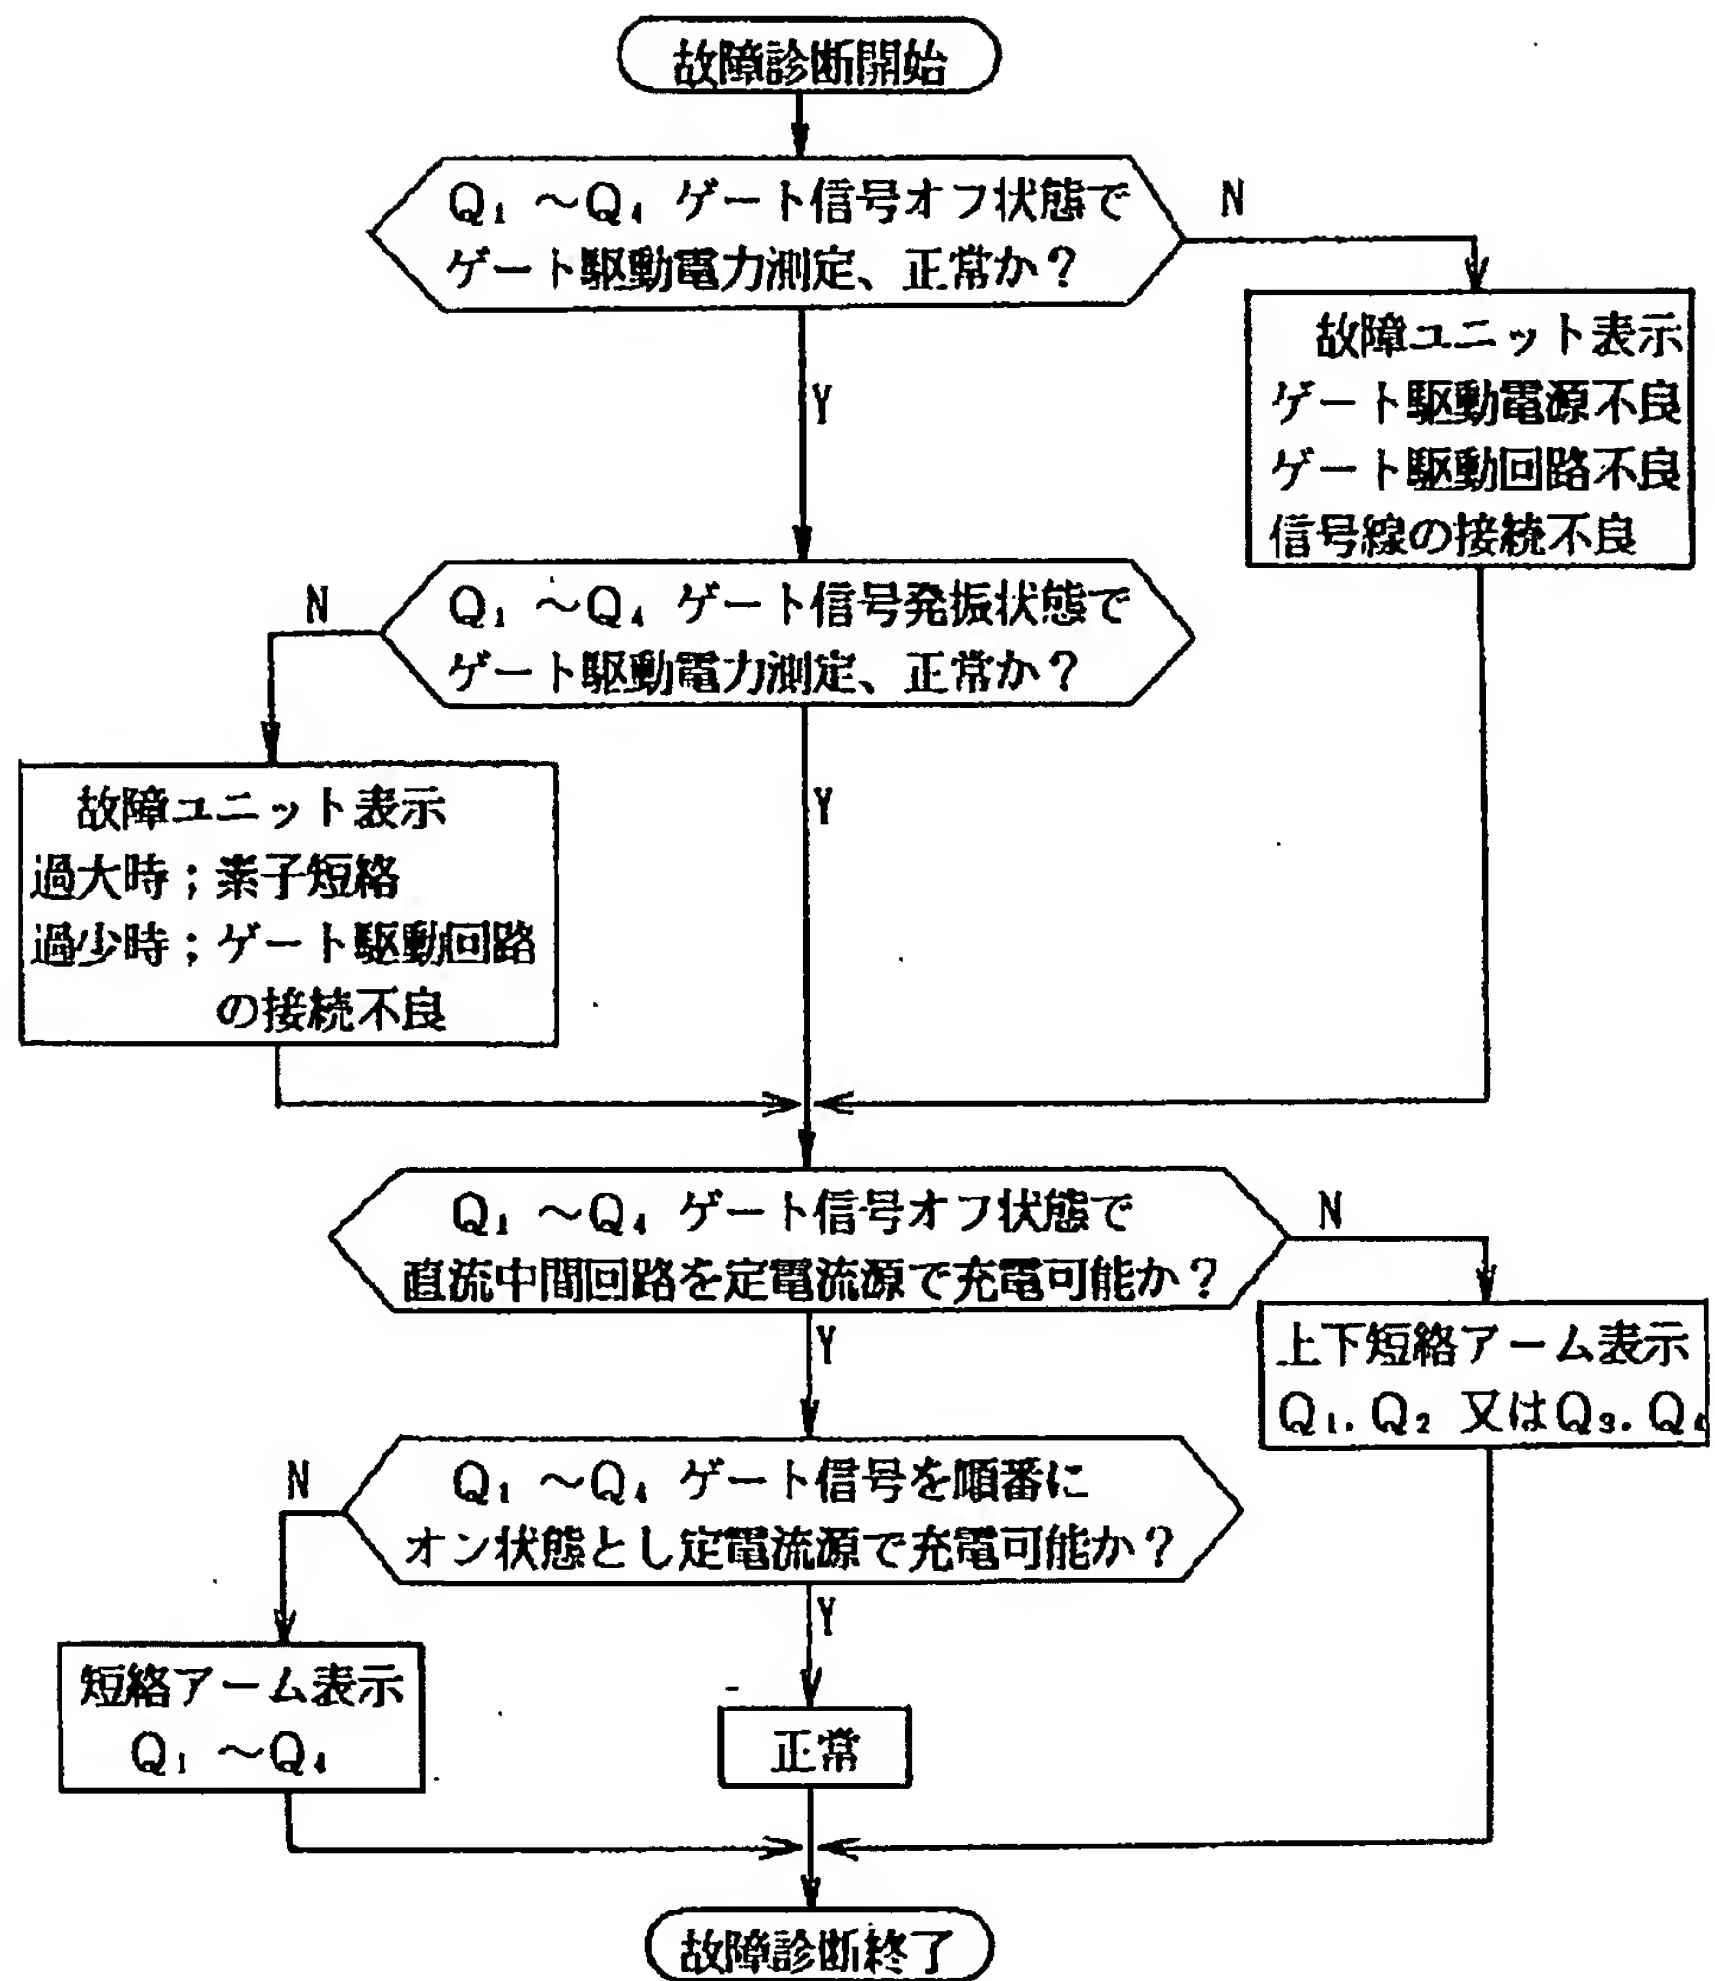 故障診断開始
Q₁ ～Q₄ ゲート信号オフ状態で
ゲート駆動電力測定、正常か？
N
故障ユニット表示
ゲート駆動電源不良
ゲート駆動回路不良
信号線の接続不良
Y
Q₁ ～Q₄ ゲート信号発振状態で
ゲート駆動電力測定、正常か？
N
故障ユニット表示
過大時；素子短絡
過少時；ゲート駆動回路
の接続不良
Y
Q₁ ～Q₄ ゲート信号オフ状態で
直流中間回路を定電流源で充電可能か？
N
上下短絡アーム表示
Q₁．Q₂ 又はQ₃．Q₄
Y
Q₁ ～Q₄ ゲート信号を順番に
オン状態とし定電流源で充電可能か？
N
短絡アーム表示
Q₁ ～Q₄
Y
正常
故障診断終了